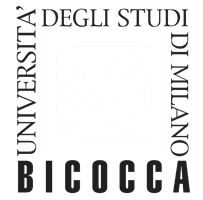 UNIVERSITA'
DEGLI STUDI
DI MILANO
BICOCCA